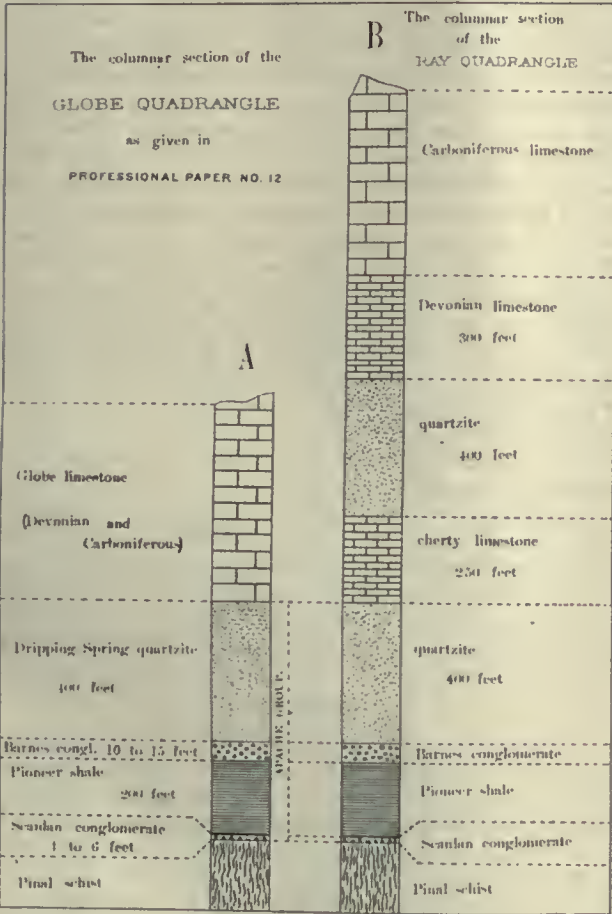 The columnar section of the
GLOBE QUADRANGLE
as given in
PROFESSIONAL PAPER NO. 12
A
Globe limestone
(Devonian and
Carboniferous)
Dripping Spring quartzite
400 feet
Barnes congl. 10 to 15 feet
Pioneer shale
200 feet
Scanlan conglomerate
1 to 6 feet
Pinal schist
APACHE GROUP.
B
The columnar section
of the
RAY QUADRANGLE
Carboniferous limestone
Devonian limestone
300 feet
quartzite
400 feet
cherty limestone
250 feet
quartzite
400 feet
Barnes conglomerate
Pioneer shale
Scanlan conglomerate
Pinal schist